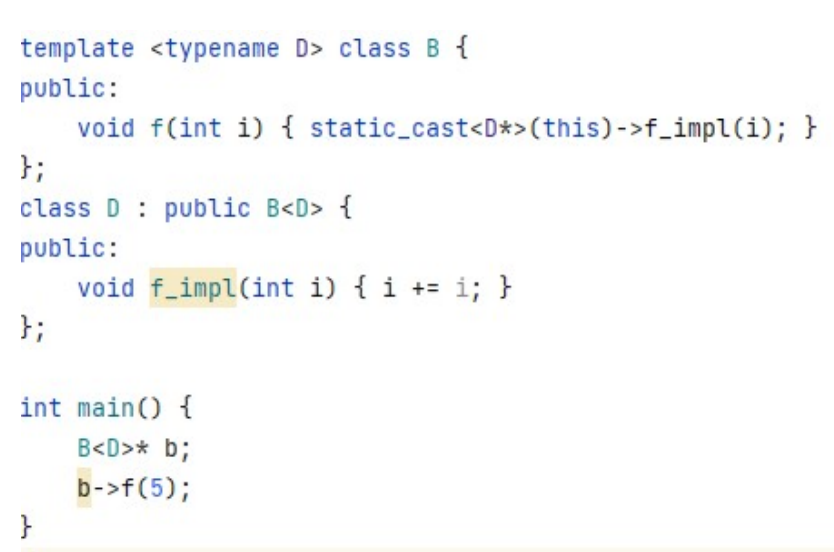 template <typename D> class B {
public:
    void f(int i) { static_cast<D*>(this)->f_impl(i); }
};
class D : public B<D> {
public:
    void f_impl(int i) { i += i; }
};

int main() {
    B<D>* b;
    b->f(5);
}